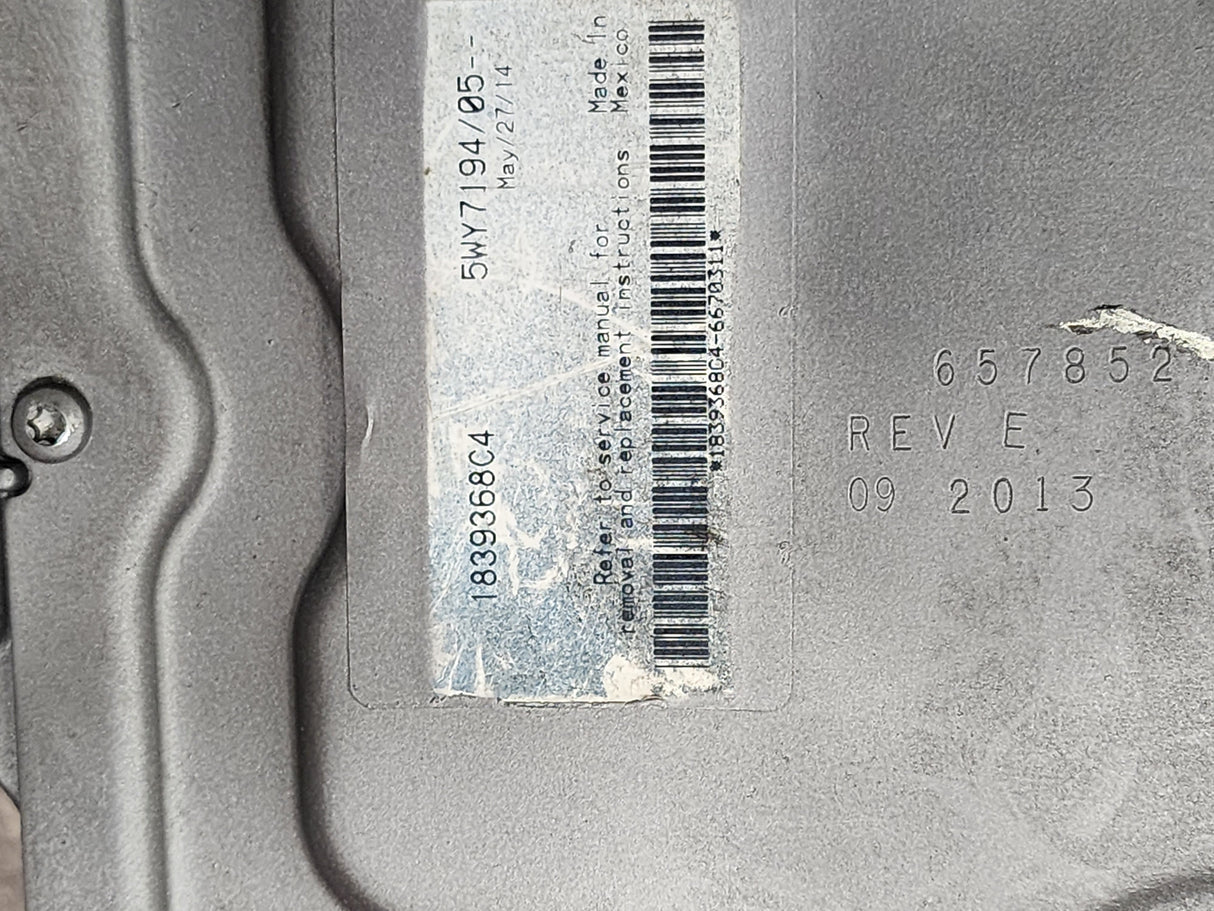 5WY7194/05--
May/27/14
1839368C4
Refer to service manual for
removal and replacement instructions
Made In
Mexico
*1839368C4-6670311*
657852
REV E
09 2013